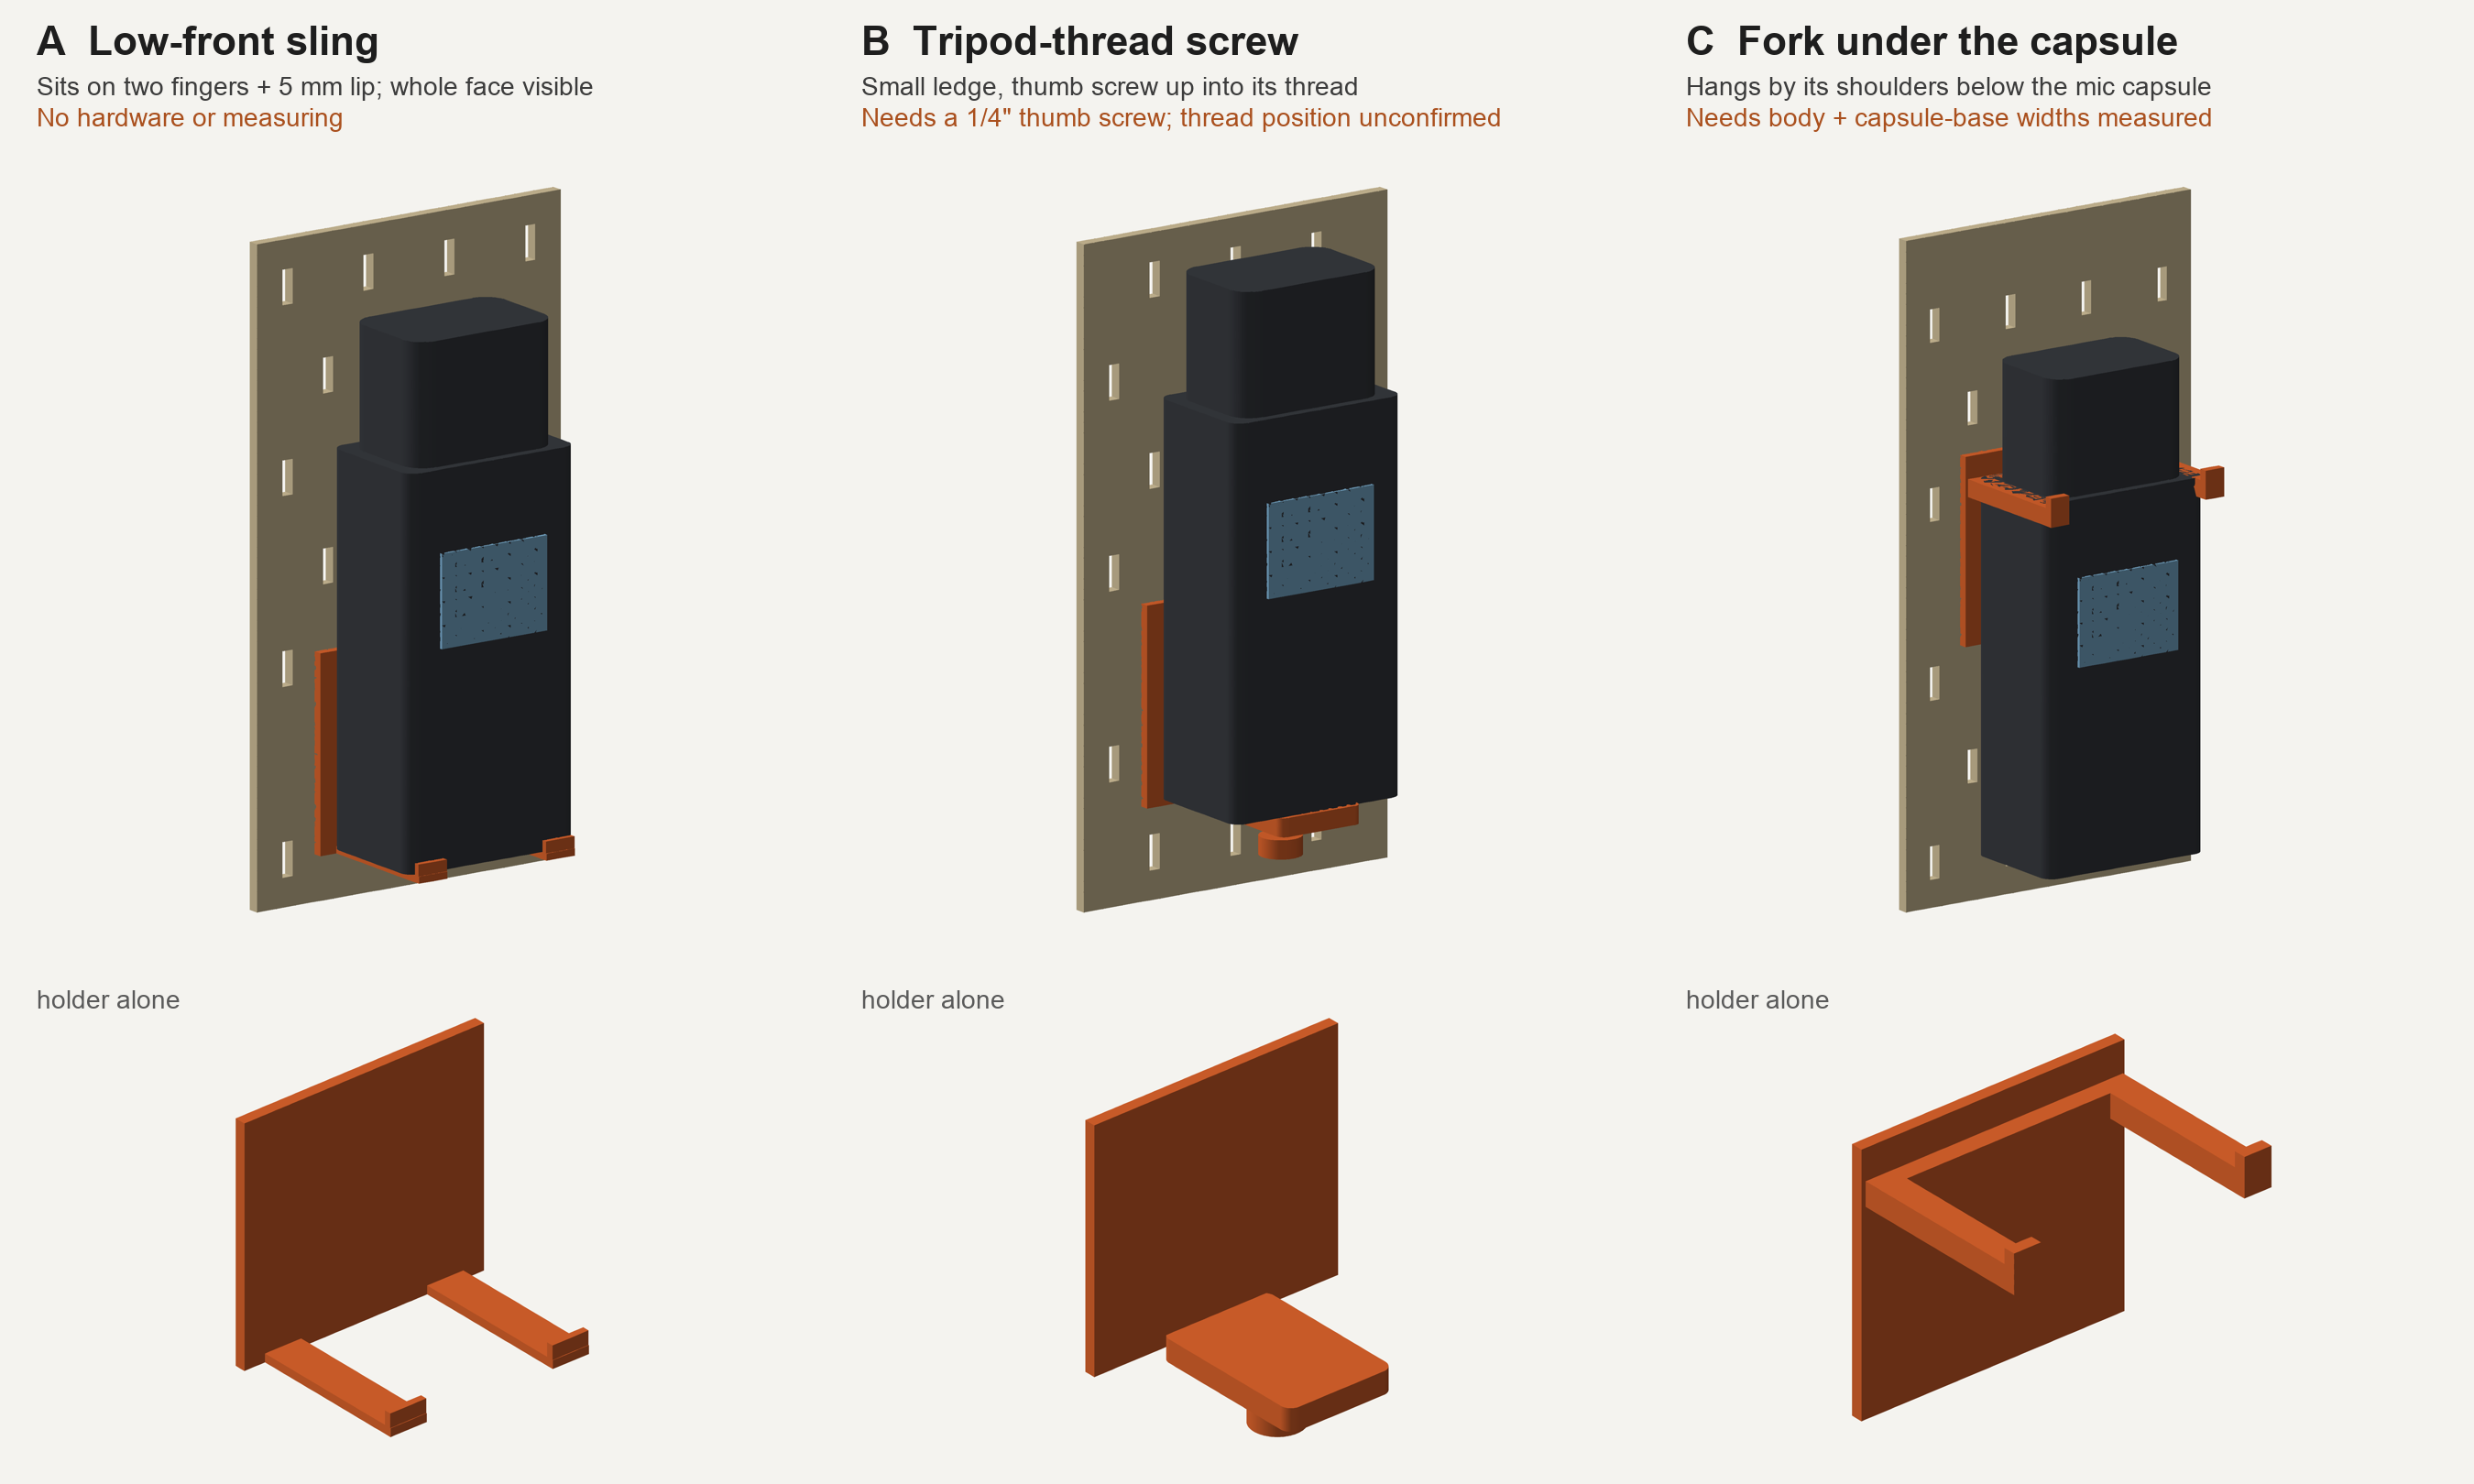 A Low-front sling
Sits on two fingers + 5 mm lip; whole face visible
No hardware or measuring
B Tripod-thread screw
Small ledge, thumb screw up into its thread
Needs a 1/4" thumb screw; thread position unconfirmed
C Fork under the capsule
Hangs by its shoulders below the mic capsule
Needs body + capsule-base widths measured
holder alone
holder alone
holder alone